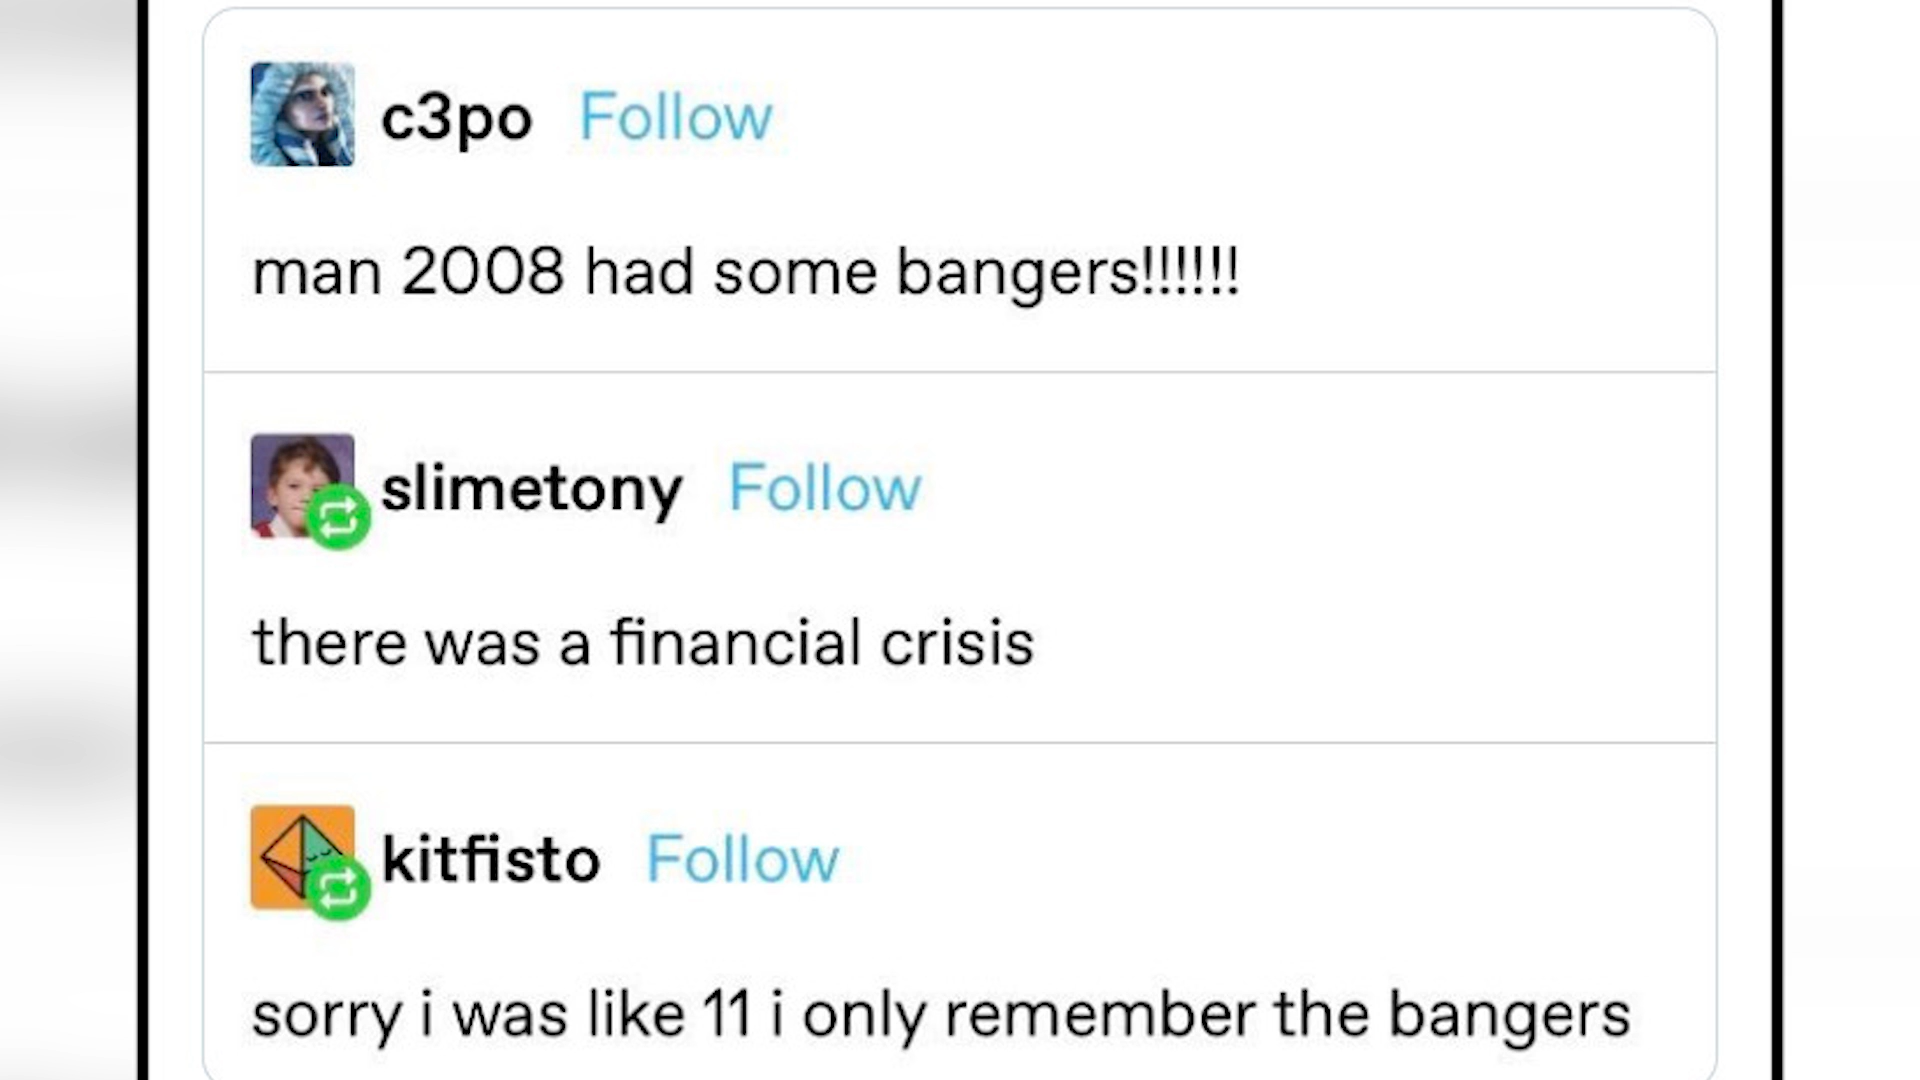 c3po Follow
man 2008 had some bangers!!!!!!
slimetony Follow
there was a financial crisis
kitfisto Follow
sorry i was like 11 i only remember the bangers